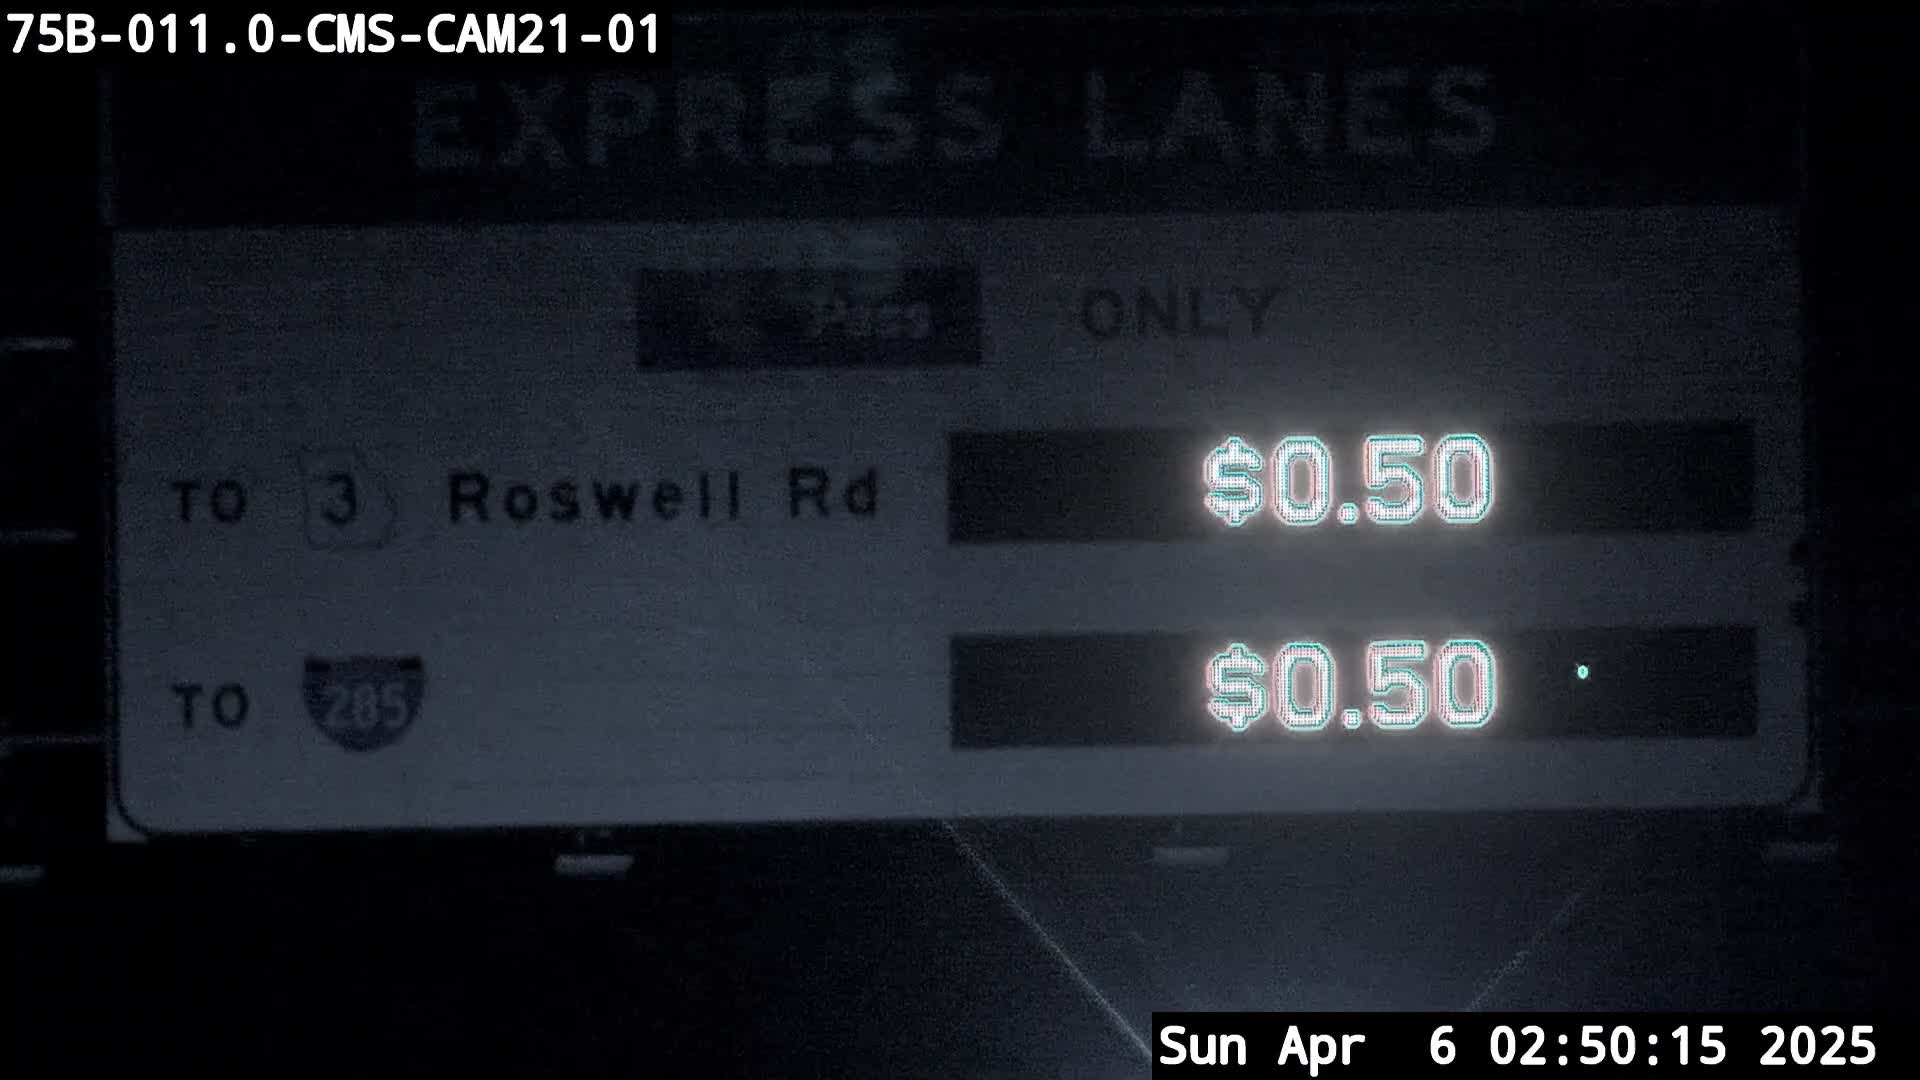 75B-011.0-CMS-CAM21-01
EXPRESS LANES
ONLY
TO 3 Roswell Rd $0.50
TO 285 $0.50
Sun Apr 6 02:50:15 2025